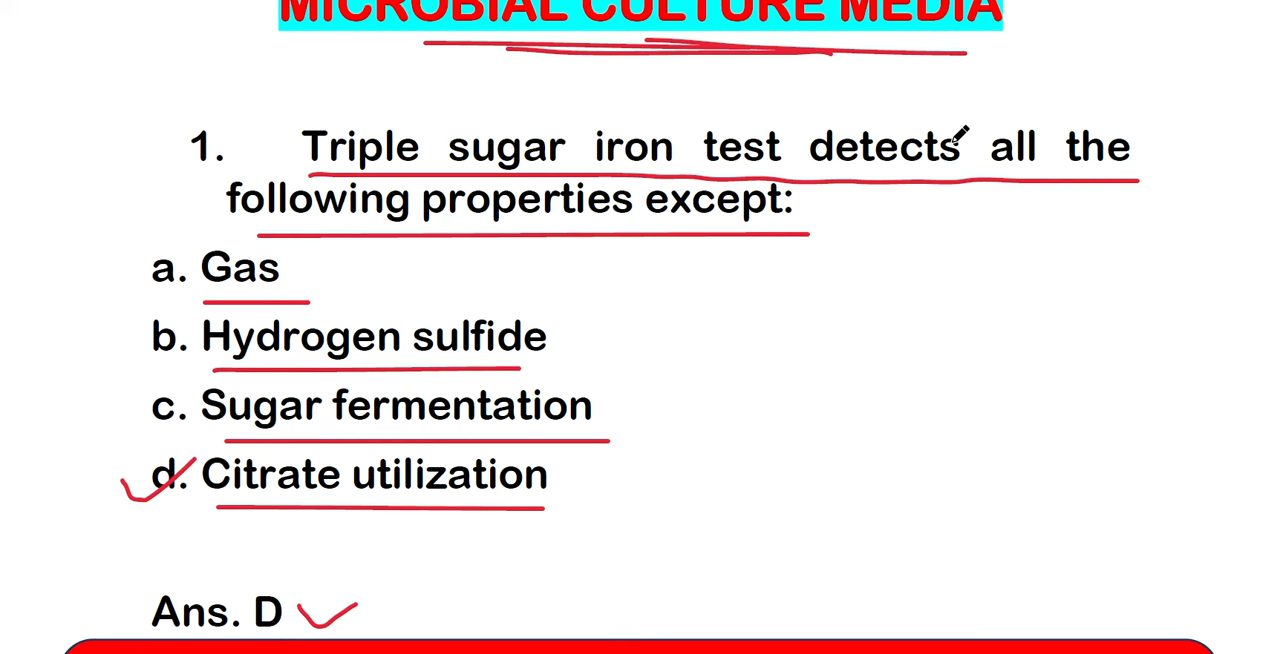 MICROBIAL CULTURE MEDIA
1. Triple sugar iron test detects all the
following properties except:
a. Gas
b. Hydrogen sulfide
c. Sugar fermentation
d. Citrate utilization
Ans. D